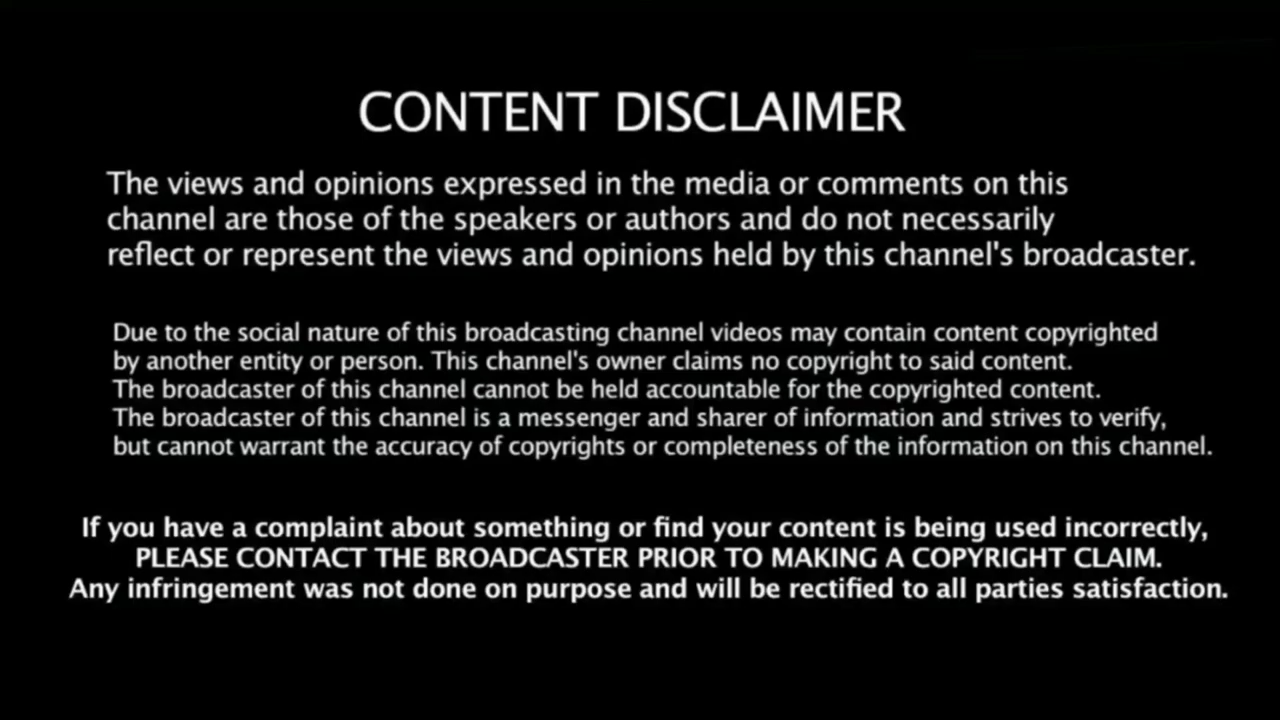 CONTENT DISCLAIMER
The views and opinions expressed in the media or comments on this
channel are those of the speakers or authors and do not necessarily
reflect or represent the views and opinions held by this channel's broadcaster.
Due to the social nature of this broadcasting channel videos may contain content copyrighted
by another entity or person. This channel's owner claims no copyright to said content.
The broadcaster of this channel cannot be held accountable for the copyrighted content.
The broadcaster of this channel is a messenger and sharer of information and strives to verify,
but cannot warrant the accuracy of copyrights or completeness of the information on this channel.
If you have a complaint about something or find your content is being used incorrectly,
PLEASE CONTACT THE BROADCASTER PRIOR TO MAKING A COPYRIGHT CLAIM.
Any infringement was not done on purpose and will be rectified to all parties satisfaction.